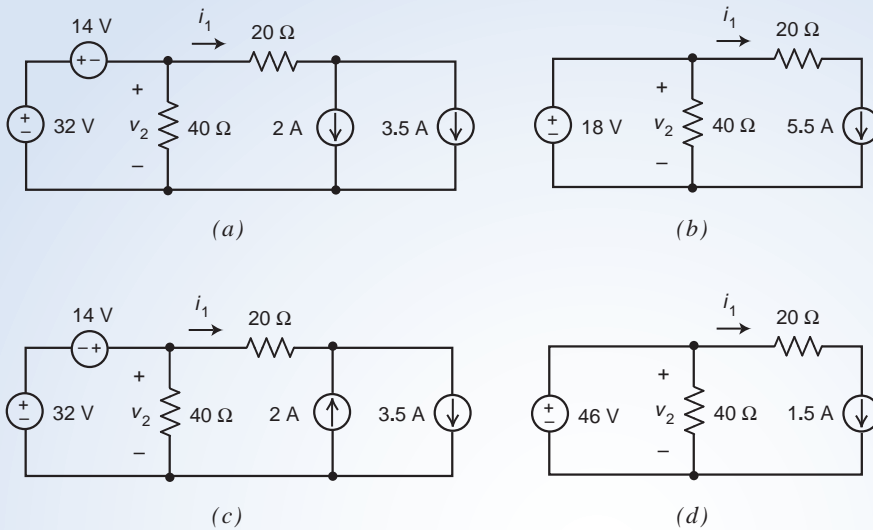 14 V
i1
20 Ω
+ −
+
−
32 V
+
v2
−
40 Ω
2 A
3.5 A
(a)
i1
20 Ω
+
−
18 V
+
v2
−
40 Ω
5.5 A
(b)
14 V
i1
20 Ω
− +
+
−
32 V
+
v2
−
40 Ω
2 A
3.5 A
(c)
i1
20 Ω
+
−
46 V
+
v2
−
40 Ω
1.5 A
(d)